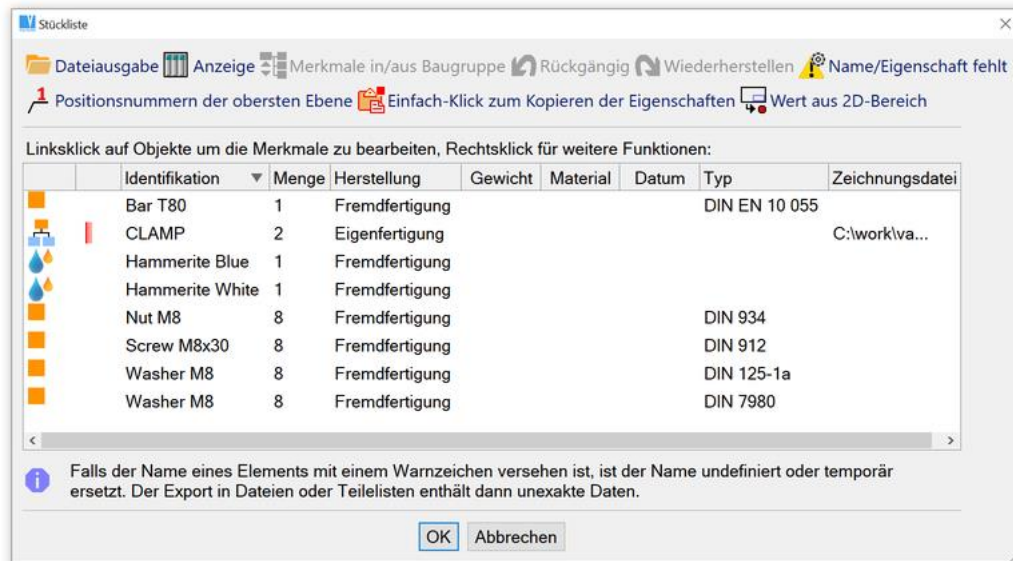 Stückliste
Dateiausgabe Anzeige Merkmale in/aus Baugruppe Rückgängig Wiederherstellen Name/Eigenschaft fehlt
1 Positionsnummern der obersten Ebene Einfach-Klick zum Kopieren der Eigenschaften Wert aus 2D-Bereich
Linksklick auf Objekte um die Merkmale zu bearbeiten, Rechtsklick für weitere Funktionen:
Identifikation Menge Herstellung Gewicht Material Datum Typ Zeichnungsdatei
Bar T80 1 Fremdfertigung DIN EN 10 055
CLAMP 2 Eigenfertigung C:\work\va...
Hammerite Blue 1 Fremdfertigung
Hammerite White 1 Fremdfertigung
Nut M8 8 Fremdfertigung DIN 934
Screw M8x30 8 Fremdfertigung DIN 912
Washer M8 8 Fremdfertigung DIN 125-1a
Washer M8 8 Fremdfertigung DIN 7980
Falls der Name eines Elements mit einem Warnzeichen versehen ist, ist der Name undefiniert oder temporär
ersetzt. Der Export in Dateien oder Teilelisten enthält dann unexakte Daten.
OK Abbrechen